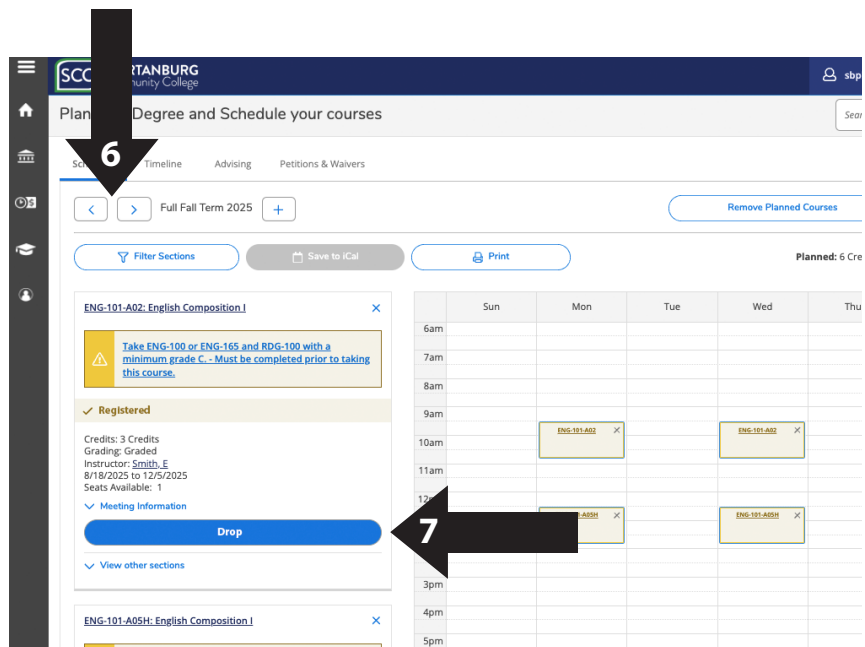 6
SCC RTANBURG
munity College
sbp
Plan Degree and Schedule your courses
Sear
Timeline Advising Petitions & Waivers
Full Fall Term 2025 +
Remove Planned Courses
Filter Sections Save to iCal Print Planned: 6 Cre
ENG-101-A02: English Composition I
Sun Mon Tue Wed Thu
6am
Take ENG-100 or ENG-165 and RDG-100 with a
minimum grade C. - Must be completed prior to taking
this course.
7am
8am
Registered
9am
ENG-101-A02 ENG-101-A02
Credits: 3 Credits
Grading: Graded
10am
Instructor: Smith, E
8/18/2025 to 12/5/2025
11am
Seats Available: 1
Meeting Information
12
-A05H ENG-101-A05H
Drop
7
View other sections
3pm
4pm
ENG-101-A05H: English Composition I
5pm